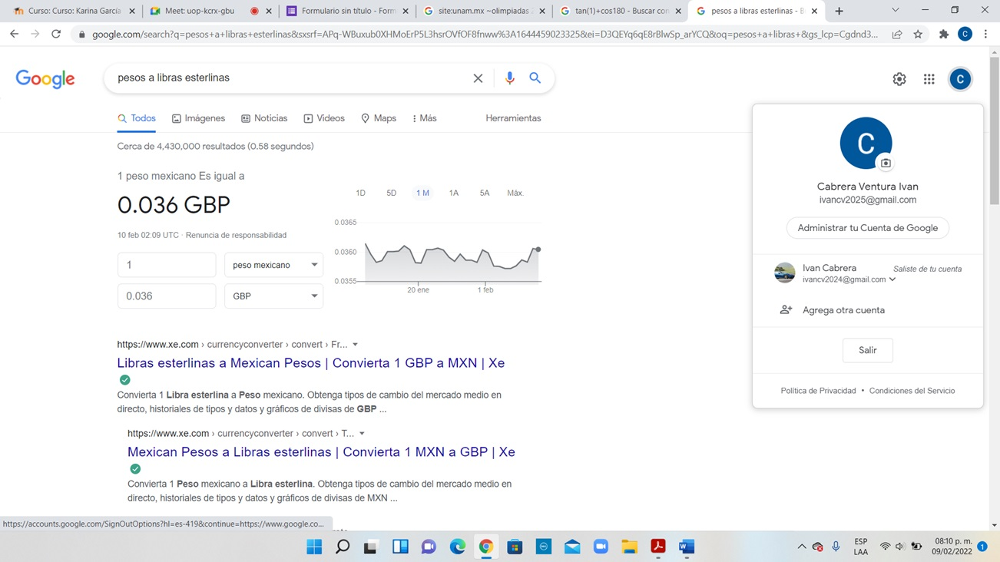 Curso: Curso: Karina García
Meet: uop-kcrx-gbu
Formulario sin título - Form
site:unam.mx ~olimpiadas 2
tan(1)+cos180 - Buscar con
pesos a libras esterlinas - B
google.com/search?q=pesos+a+libras+esterlinas&sxsrf=APq-WBuxub0XHMoErP5L3hsrOVfOF8fnww%3A1644459023325&ei=D3QEYq6qE8rBlwSp_arYCQ&oq=pesos+a+libras+&gs_lcp=Cgdnd3...
C
Google
pesos a libras esterlinas
C
Todos
Imágenes
Noticias
Videos
Maps
Más
Herramientas
Cerca de 4,430,000 resultados (0.58 segundos)
1 peso mexicano Es igual a
0.036 GBP
10 feb 02:09 UTC · Renuncia de responsabilidad
1
peso mexicano
0.036
GBP
1D
5D
1 M
1A
5A
Máx.
0.0365
0.0360
0.0355
20 ene
1 feb
https://www.xe.com › currencyconverter › convert › Fr...
Libras esterlinas a Mexican Pesos | Convierta 1 GBP a MXN | Xe
Convierta 1 Libra esterlina a Peso mexicano. Obtenga tipos de cambio del mercado medio en
directo, historiales de tipos y datos y gráficos de divisas de GBP ...
https://www.xe.com › currencyconverter › convert › T...
Mexican Pesos a Libras esterlinas | Convierta 1 MXN a GBP | Xe
Convierta 1 Peso mexicano a Libra esterlina. Obtenga tipos de cambio del mercado medio en
directo, historiales de tipos y datos y gráficos de divisas de MXN ...
C
Cabrera Ventura Ivan
ivancv2025@gmail.com
Administrar tu Cuenta de Google
Ivan Cabrera
Saliste de tu cuenta
ivancv2024@gmail.com
Agrega otra cuenta
Salir
Política de Privacidad • Condiciones del Servicio
https://accounts.google.com/SignOutOptions?hl=es-419&continue=https://www.google.co...
ESP
LAA
08:10 p. m.
09/02/2022
1